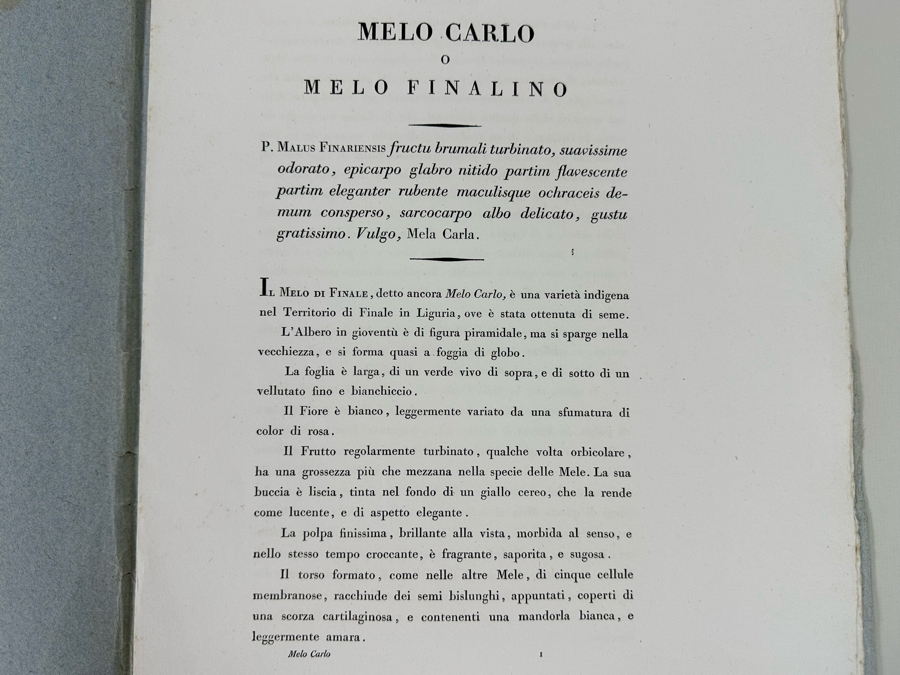 MELO CARLO
O
MELO FINALINO
P. MALUS FINARIENSIS fructu brumali turbinato, suavissime
odorato, epicarpo glabro nitido partim flavescente
partim eleganter rubente maculisque ochraceis de-
mum consperso, sarcocarpo albo delicato, gustu
gratissimo. Vulgo, Mela Carla.
IL MELO DI FINALE, detto ancora Melo Carlo, è una varietà indigena
nel Territorio di Finale in Liguria, ove è stata ottenuta di seme.
L'Albero in gioventù è di figura piramidale, ma si sparge nella
vecchiezza, e si forma quasi a foggia di globo.
La foglia è larga, di un verde vivo di sopra, e di sotto di un
vellutato fino e bianchiccio.
Il Fiore è bianco, leggermente variato da una sfumatura di
color di rosa.
Il Frutto regolarmente turbinato, qualche volta orbicolare,
ha una grossezza più che mezzana nella specie delle Mele. La sua
buccia è liscia, tinta nel fondo di un giallo cereo, che la rende
come lucente, e di aspetto elegante.
La polpa finissima, brillante alla vista, morbida al senso, e
nello stesso tempo croccante, è fragrante, saporita, e sugosa.
Il torso formato, come nelle altre Mele, di cinque cellule
membranose, racchiude dei semi bislunghi, appuntati, coperti di
una scorza cartilaginosa, e contenenti una mandorla bianca, e
leggermente amara.
Melo Carlo 1